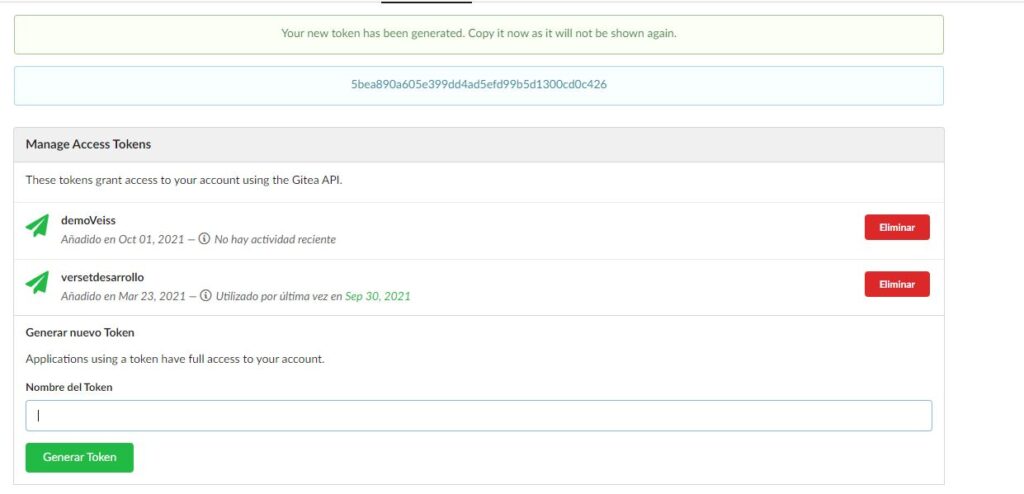 Your new token has been generated. Copy it now as it will not be shown again.
5bea890a605e399dd4ad5efd99b5d1300cd0c426
Manage Access Tokens
These tokens grant access to your account using the Gitea API.
demoVeiss
Añadido en Oct 01, 2021 — No hay actividad reciente
Eliminar
versetdesarrollo
Añadido en Mar 23, 2021 — Utilizado por última vez en Sep 30, 2021
Eliminar
Generar nuevo Token
Applications using a token have full access to your account.
Nombre del Token
Generar Token